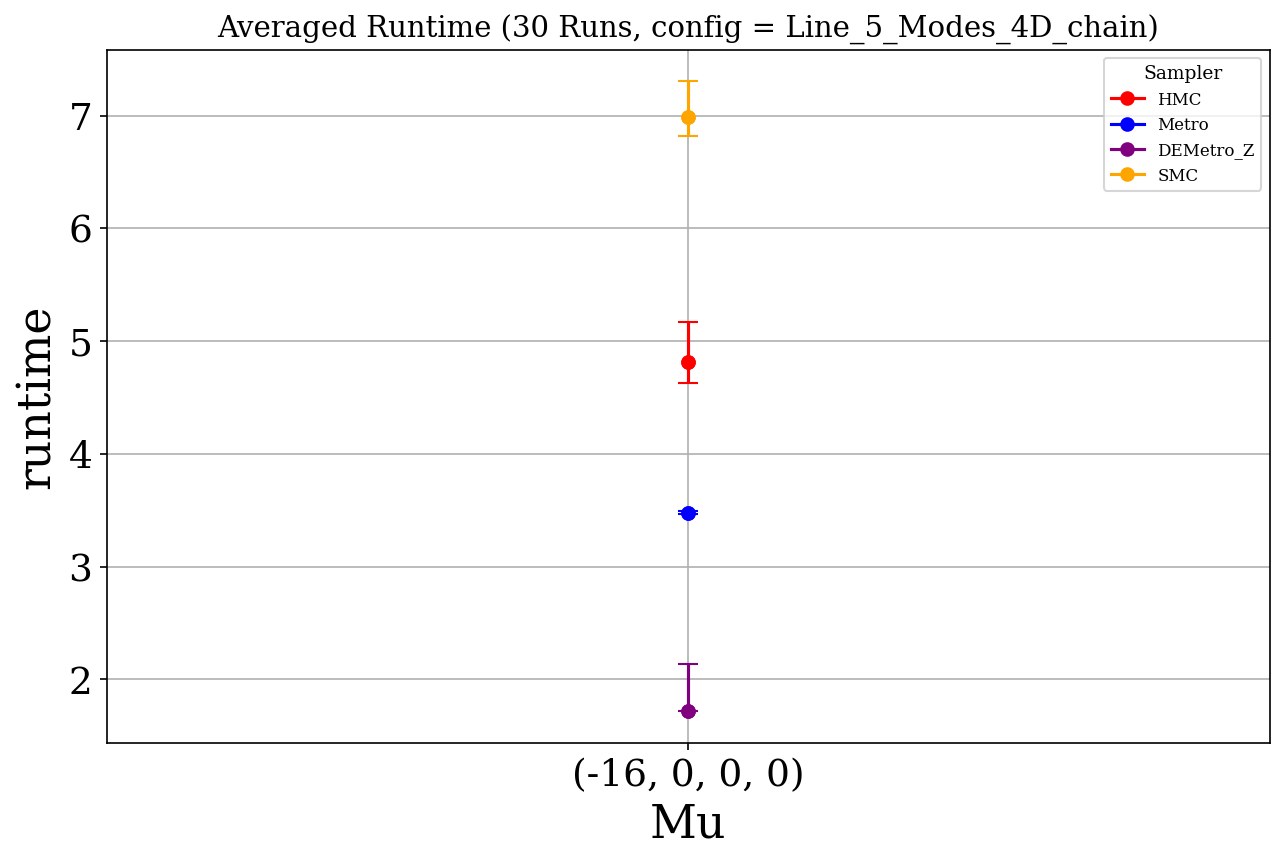 Averaged Runtime (30 Runs, config = Line_5_Modes_4D_chain)
Sampler
HMC
Metro
DEMetro_Z
SMC
7
6
5
4
3
2
runtime
(-16, 0, 0, 0)
Mu